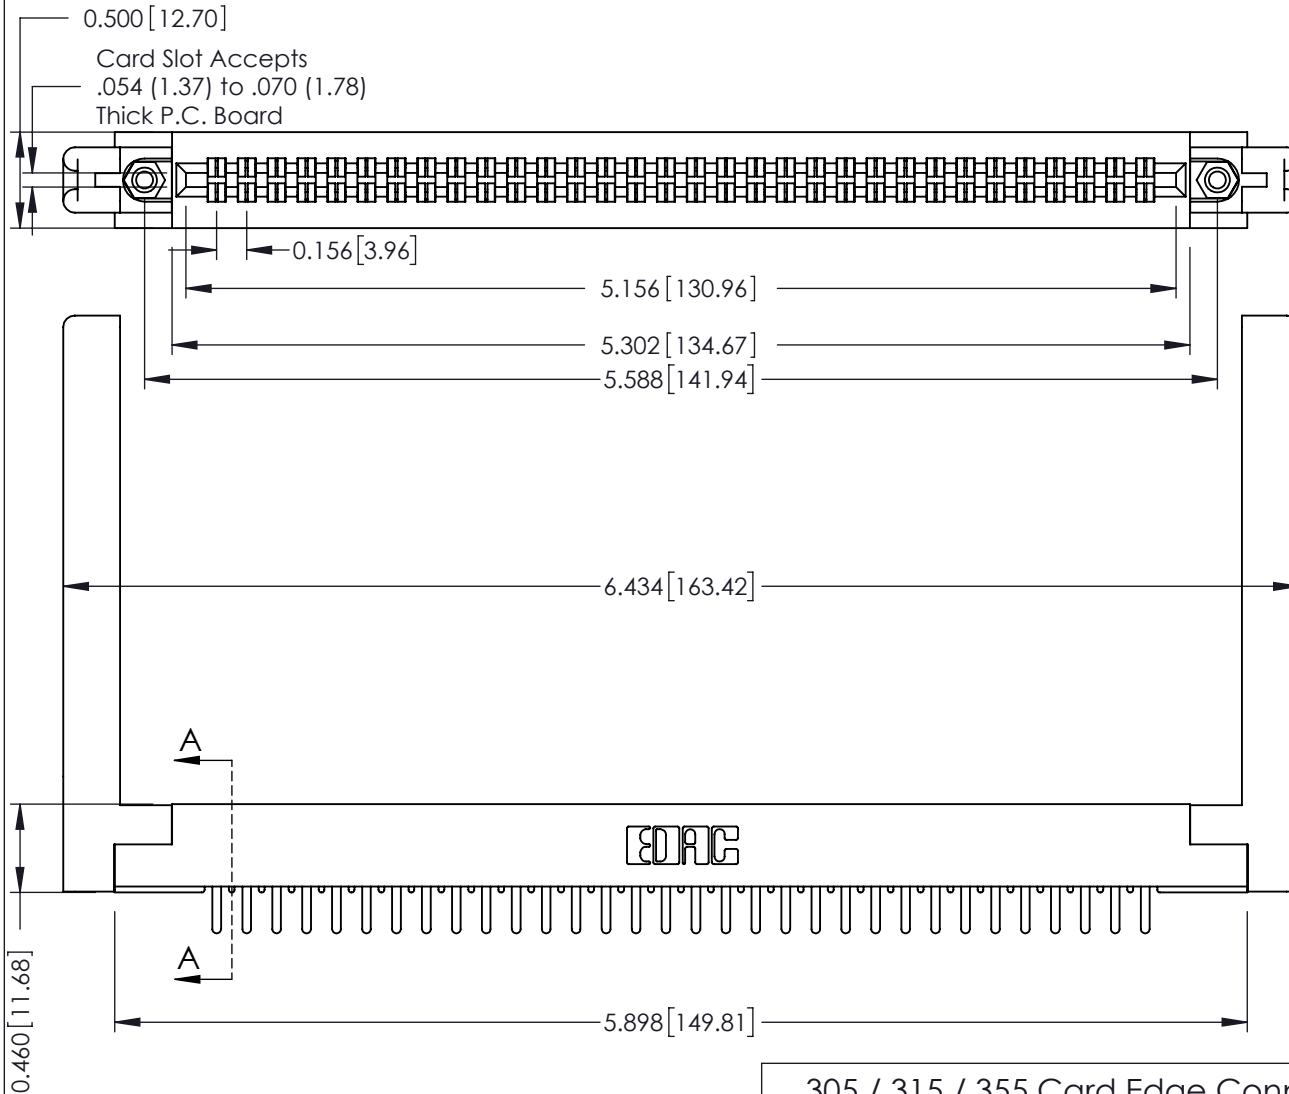 0.500 [12.70]
Card Slot Accepts
.054 (1.37) to .070 (1.78)
Thick P.C. Board
0.156 [3.96]
5.156 [130.96]
5.302 [134.67]
5.588 [141.94]
6.434 [163.42]
A
EDAC
A
0.460 [11.68]
5.898 [149.81]
305 / 315 / 355 Card Edge